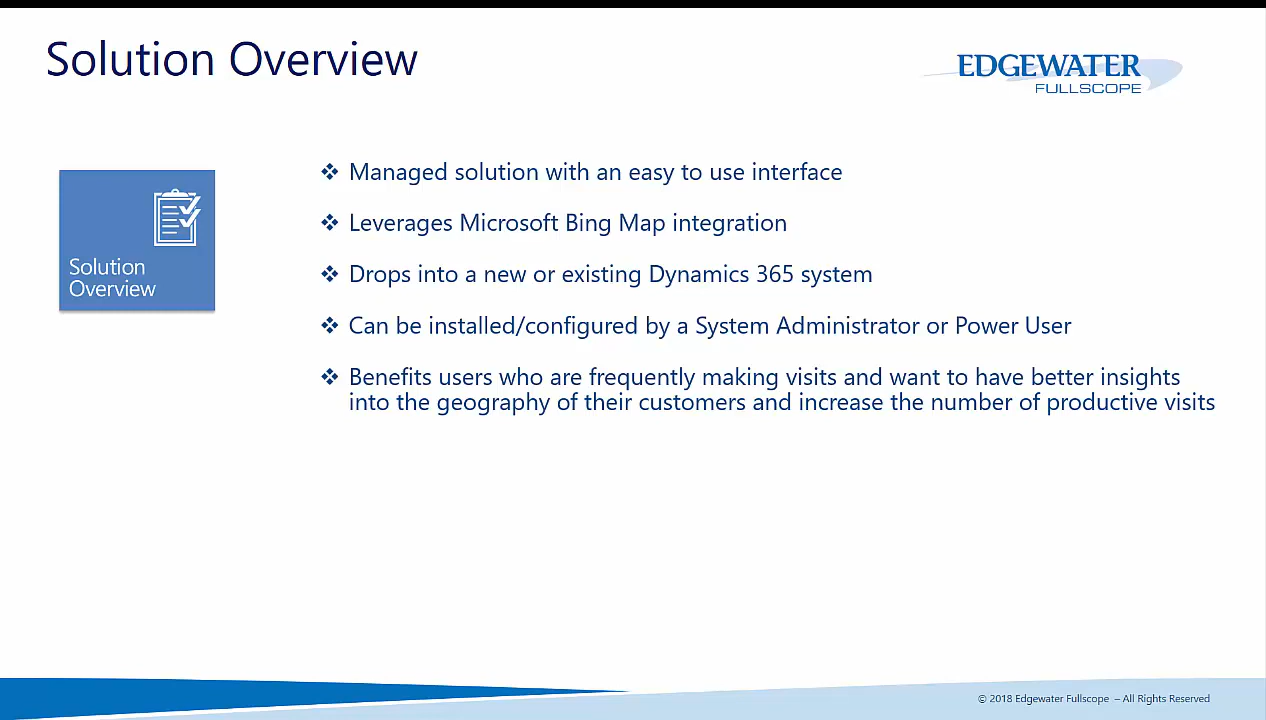 Solution Overview
EDGEWATER
FULLSCOPE
Solution
Overview
❖ Managed solution with an easy to use interface
❖ Leverages Microsoft Bing Map integration
❖ Drops into a new or existing Dynamics 365 system
❖ Can be installed/configured by a System Administrator or Power User
❖ Benefits users who are frequently making visits and want to have better insights
into the geography of their customers and increase the number of productive visits
© 2018 Edgewater Fullscope – All Rights Reserved